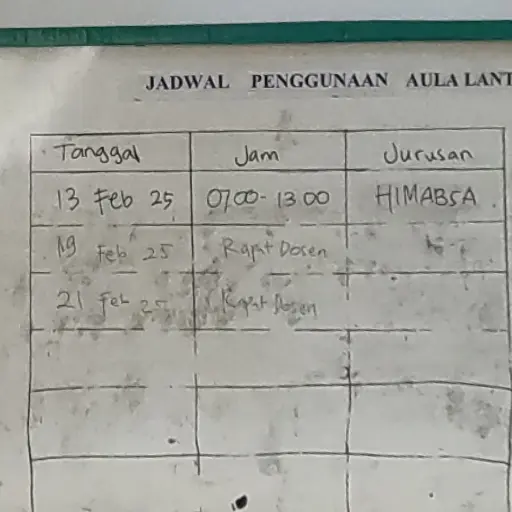 JADWAL PENGGUNAAN AULA LANT
Tanggal Jam Jurusan
13 Feb 25 07.00 - 13.00 HIMABSA
19 Feb 25 Rapat Dosen
21 Feb 25 Rapat Dosen